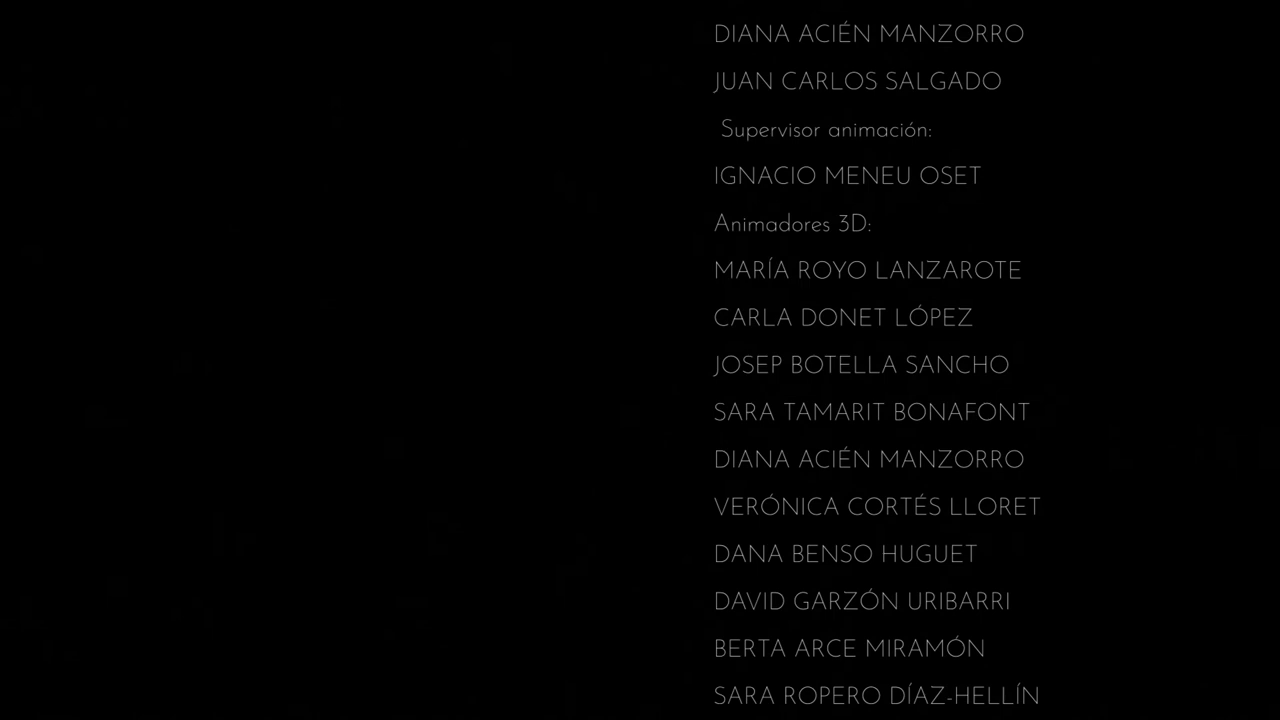 DIANA ACIÉN MANZORRO
JUAN CARLOS SALGADO
Supervisor animación:
IGNACIO MENEU OSET
Animadores 3D:
MARÍA ROYO LANZAROTE
CARLA DONET LÓPEZ
JOSEP BOTELLA SANCHO
SARA TAMARIT BONAFONT
DIANA ACIÉN MANZORRO
VERÓNICA CORTÉS LLORET
DANA BENSO HUGUET
DAVID GARZÓN URIBARRI
BERTA ARCE MIRAMÓN
SARA ROPERO DÍAZ-HELLÍN